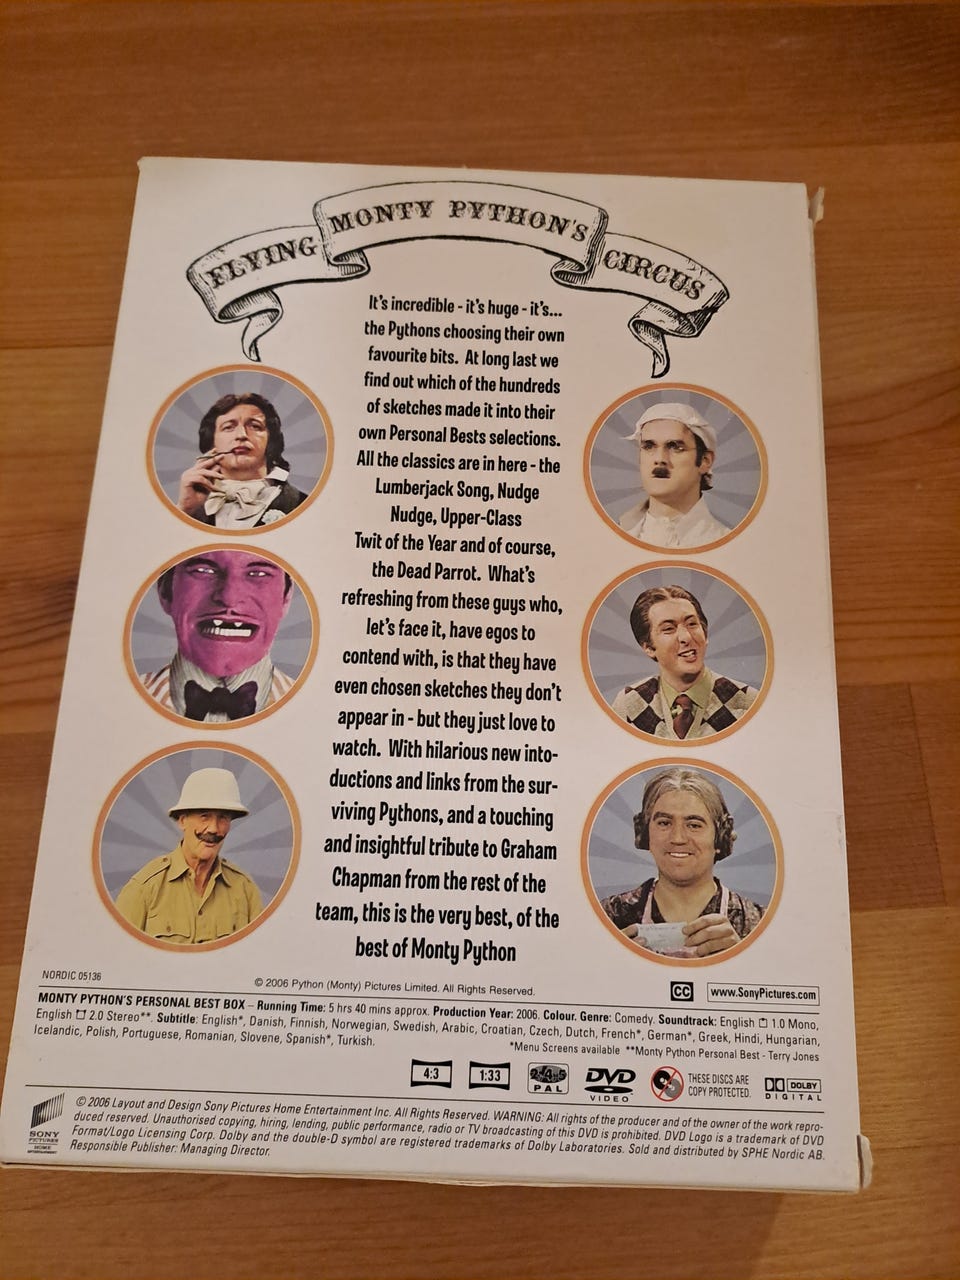 FLYING MONTY PYTHON'S CIRCUS
It's incredible - it's huge - it's...
the Pythons choosing their own
favourite bits. At long last we
find out which of the hundreds
of sketches made it into their
own Personal Bests selections.
All the classics are in here - the
Lumberjack Song, Nudge
Nudge, Upper-Class
Twit of the Year and of course,
the Dead Parrot. What's
refreshing from these guys who,
let's face it, have egos to
contend with, is that they have
even chosen sketches they don't
appear in - but they just love to
watch. With hilarious new into-
ductions and links from the sur-
viving Pythons, and a touching
and insightful tribute to Graham
Chapman from the rest of the
team, this is the very best, of the
best of Monty Python
NORDIC 05136
© 2006 Python (Monty) Pictures Limited. All Rights Reserved.
CC
www.SonyPictures.com
MONTY PYTHON'S PERSONAL BEST BOX – Running Time: 5 hrs 40 mins approx. Production Year: 2006. Colour. Genre: Comedy. Soundtrack: English 1.0 Mono,
English 2.0 Stereo**. Subtitle: English*, Danish, Finnish, Norwegian, Swedish, Arabic, Croatian, Czech, Dutch, French*, German*, Greek, Hindi, Hungarian,
Icelandic, Polish, Portuguese, Romanian, Slovene, Spanish*, Turkish.
*Menu Screens available **Monty Python Personal Best - Terry Jones
4:3
1:33
2 4 5
PAL
DVD
VIDEO
THESE DISCS ARE
COPY PROTECTED.
DOLBY
DIGITAL
SONY
PICTURES
HOME
ENTERTAINMENT
© 2006 Layout and Design Sony Pictures Home Entertainment Inc. All Rights Reserved. WARNING: All rights of the producer and of the owner of the work repro-
duced reserved. Unauthorised copying, hiring, lending, public performance, radio or TV broadcasting of this DVD is prohibited. DVD Logo is a trademark of DVD
Format/Logo Licensing Corp. Dolby and the double-D symbol are registered trademarks of Dolby Laboratories. Sold and distributed by SPHE Nordic AB.
Responsible Publisher: Managing Director.